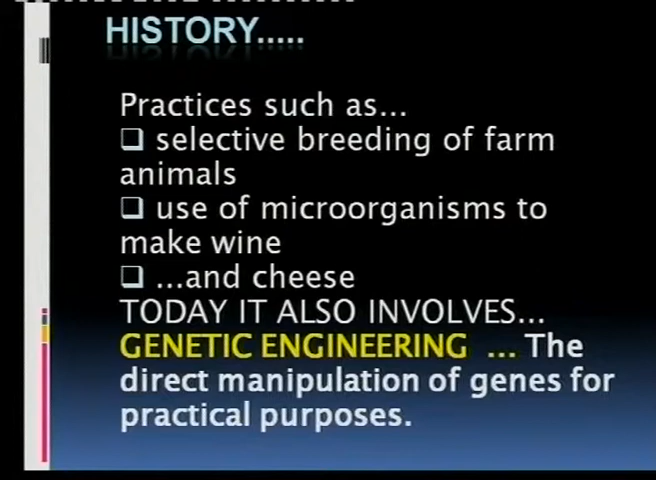 HISTORY.....
Practices such as...
❑ selective breeding of farm
animals
❑ use of microorganisms to
make wine
❑ ...and cheese
TODAY IT ALSO INVOLVES...
GENETIC ENGINEERING ... The
direct manipulation of genes for
practical purposes.